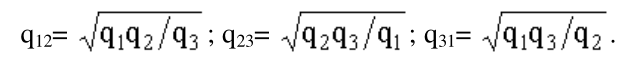 q₁₂= √q₁q₂/q₃ ; q₂₃= √q₂q₃/q₁ ; q₃₁= √q₁q₃/q₂ .